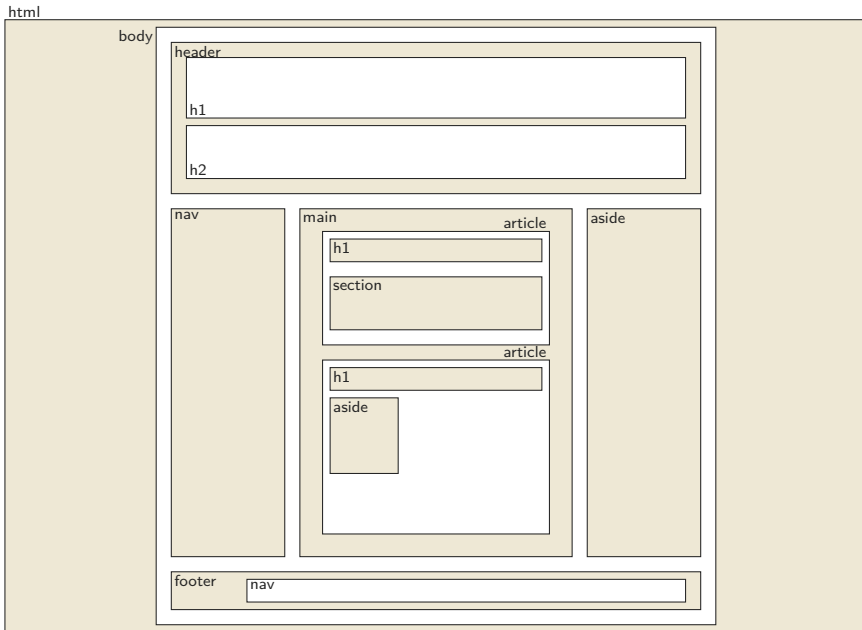 html
body
header
h1
h2
nav
main
article
h1
section
article
h1
aside
aside
footer
nav